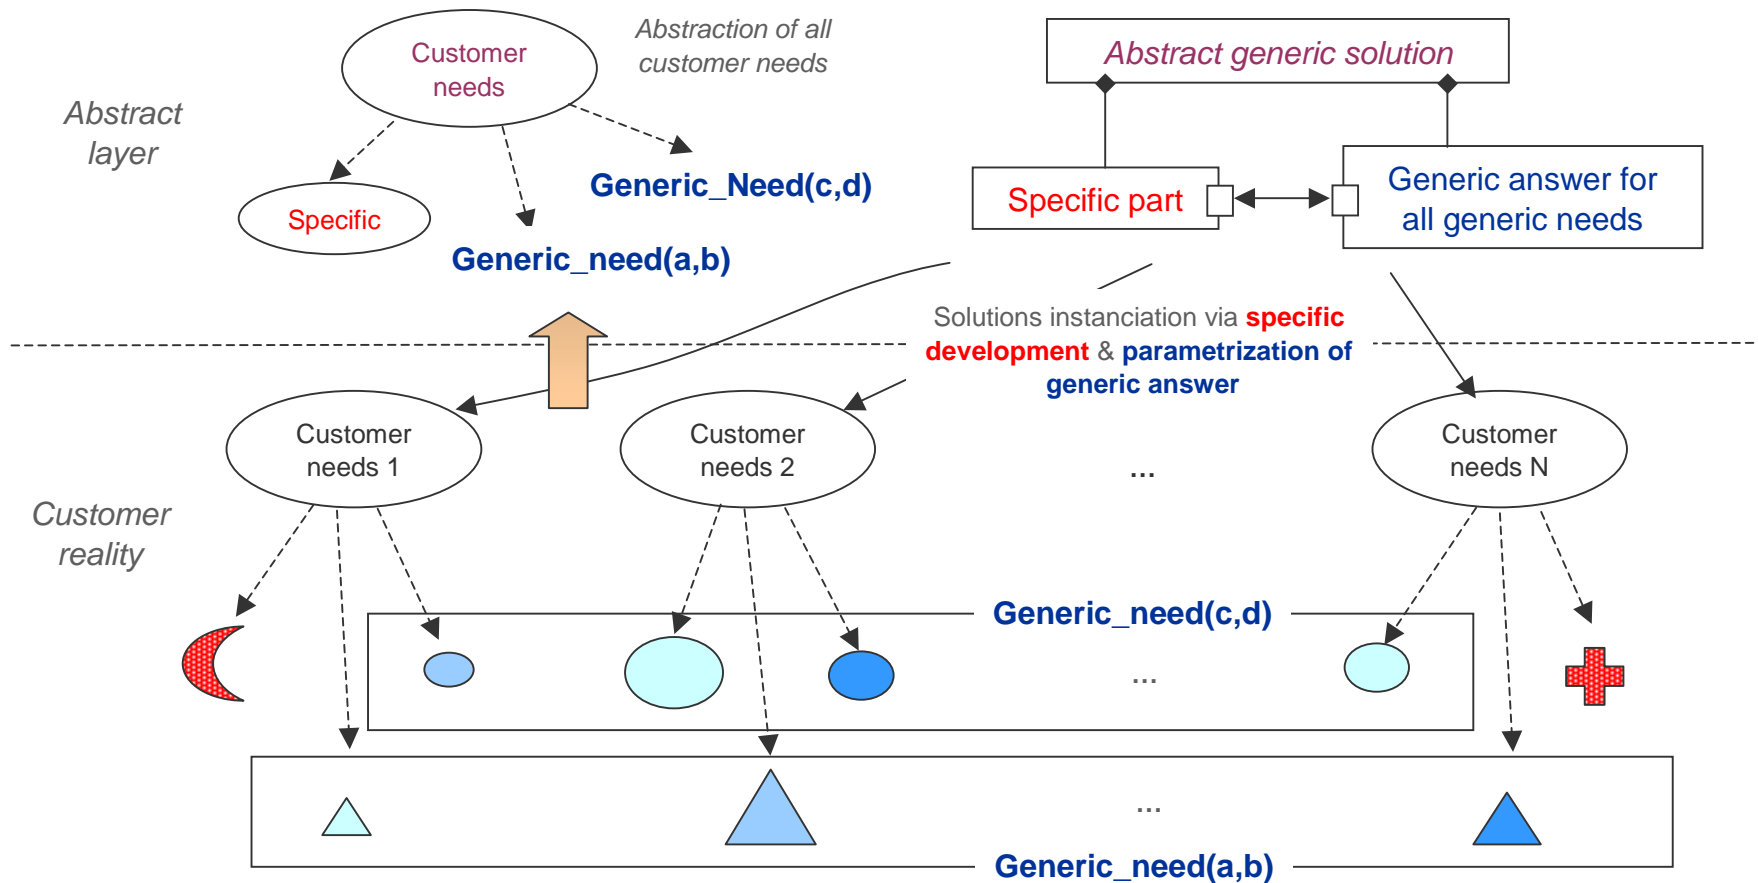 Customer
needs
Abstraction of all
customer needs
Abstract generic solution
Abstract
layer
Generic_Need(c,d)
Specific
Generic_need(a,b)
Specific part
Generic answer for
all generic needs
Solutions instanciation via specific
development & parametrization of
generic answer
Customer
needs 1
Customer
needs 2
...
Customer
needs N
Customer
reality
Generic_need(c,d)
...
...
Generic_need(a,b)